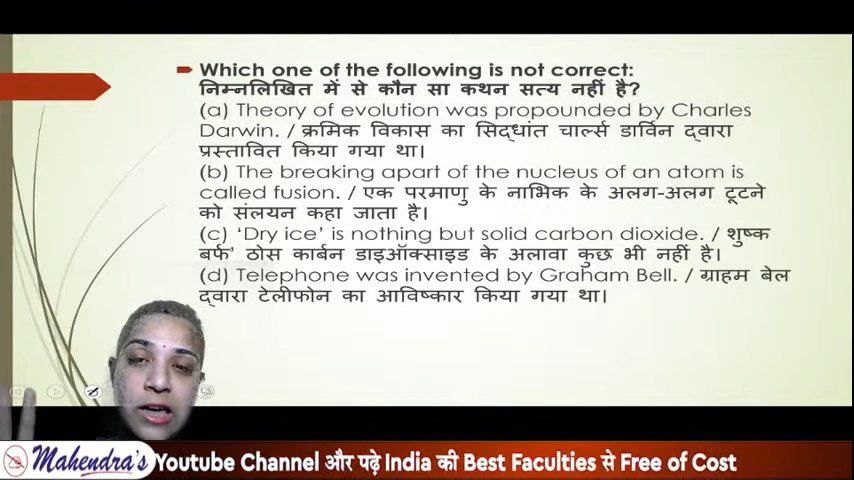 Which one of the following is not correct:
निम्नलिखित में से कौन सा कथन सत्य नहीं है?
(a) Theory of evolution was propounded by Charles
Darwin. / क्रमिक विकास का सिद्धांत चार्ल्स डार्विन द्वारा
प्रस्तावित किया गया था।
(b) The breaking apart of the nucleus of an atom is
called fusion. / एक परमाणु के नाभिक के अलग-अलग टूटने
को संलयन कहा जाता है।
(c) 'Dry ice' is nothing but solid carbon dioxide. / शुष्क
बर्फ' ठोस कार्बन डाइऑक्साइड के अलावा कुछ भी नहीं है।
(d) Telephone was invented by Graham Bell. / ग्राहम बेल
द्वारा टेलीफोन का आविष्कार किया गया था।
Mahendra's Youtube Channel और पढ़े India की Best Faculties से Free of Cost